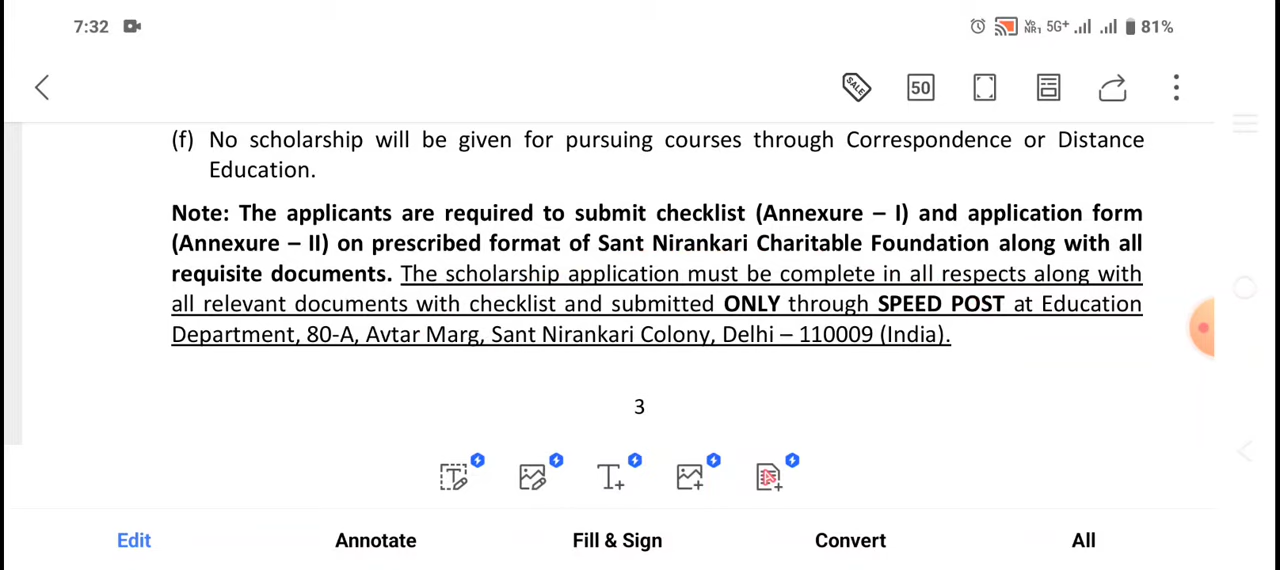 7:32 Vo NR1 5G+ 81%
SALE 50
(f) No scholarship will be given for pursuing courses through Correspondence or Distance
Education.
Note: The applicants are required to submit checklist (Annexure – I) and application form
(Annexure – II) on prescribed format of Sant Nirankari Charitable Foundation along with all
requisite documents. The scholarship application must be complete in all respects along with
all relevant documents with checklist and submitted ONLY through SPEED POST at Education
Department, 80-A, Avtar Marg, Sant Nirankari Colony, Delhi – 110009 (India).
3
Edit Annotate Fill & Sign Convert All